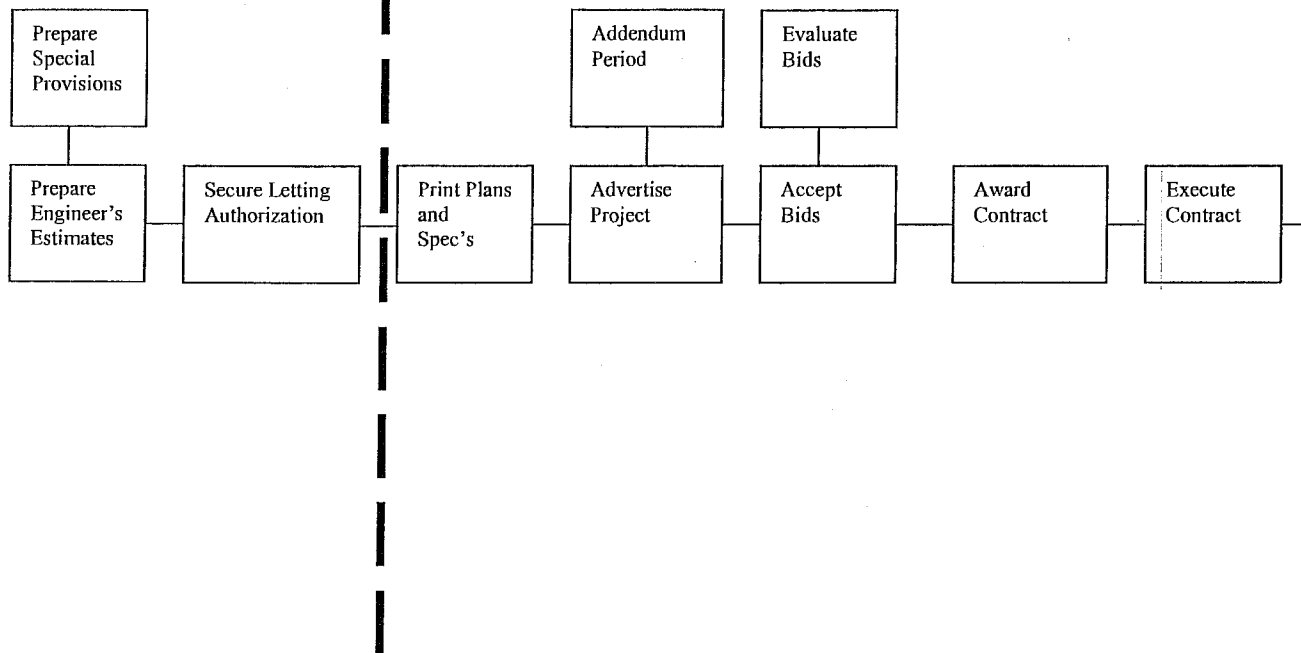 Prepare
Special
Provisions
Addendum
Period
Evaluate
Bids
Prepare
Engineer's
Estimates
Secure Letting
Authorization
Print Plans
and
Spec's
Advertise
Project
Accept
Bids
Award
Contract
Execute
Contract